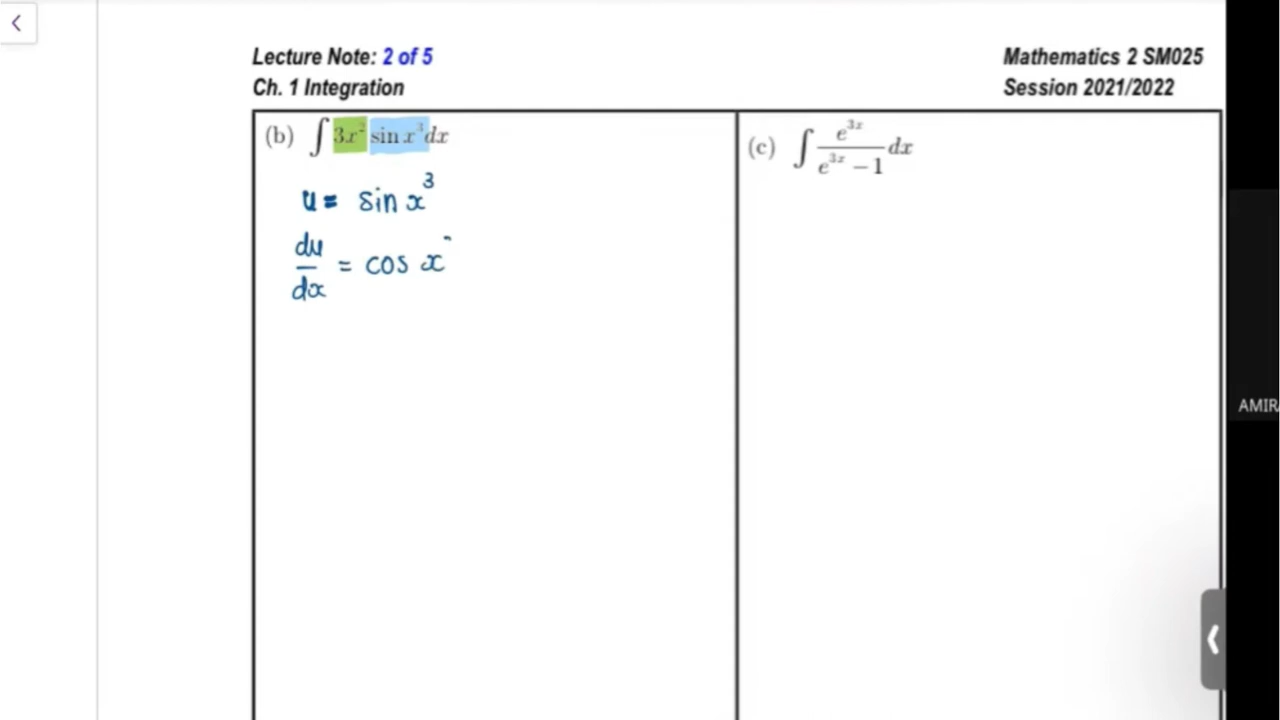 Lecture Note: 2 of 5
Mathematics 2 SM025
Ch. 1 Integration
Session 2021/2022
(b) ∫ 3x² sin x³ dx
u = sin x³
du/dx = cos x
(c) ∫ e³ˣ/(e³ˣ − 1) dx
AMIR